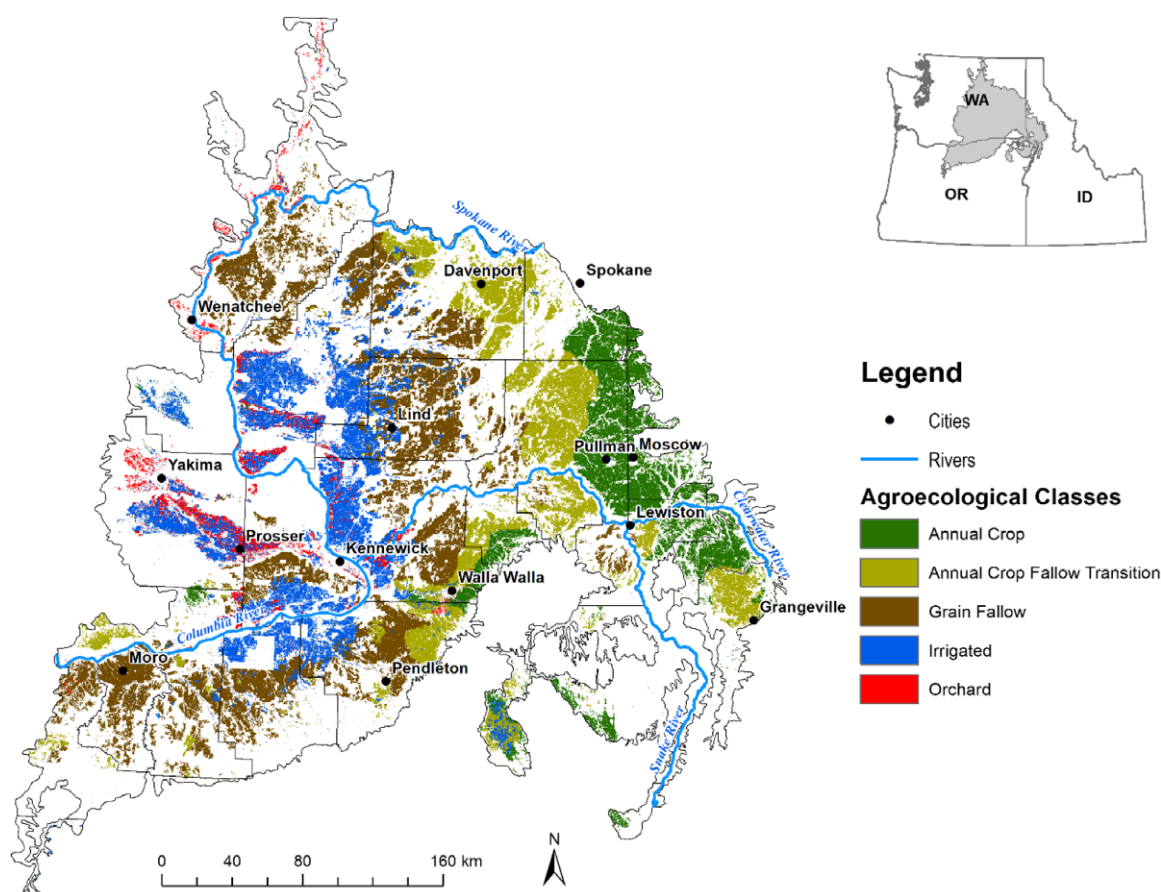 WA
OR
ID
Spokane River
Davenport
Spokane
Wenatchee
Lind
Pullman
Moscow
Yakima
Prosser
Kennewick
Lewiston
Clearwater River
Walla Walla
Grangeville
Columbia River
Moro
Pendleton
Snake River
Legend
Cities
Rivers
Agroecological Classes
Annual Crop
Annual Crop Fallow Transition
Grain Fallow
Irrigated
Orchard
N
0 40 80 160 km